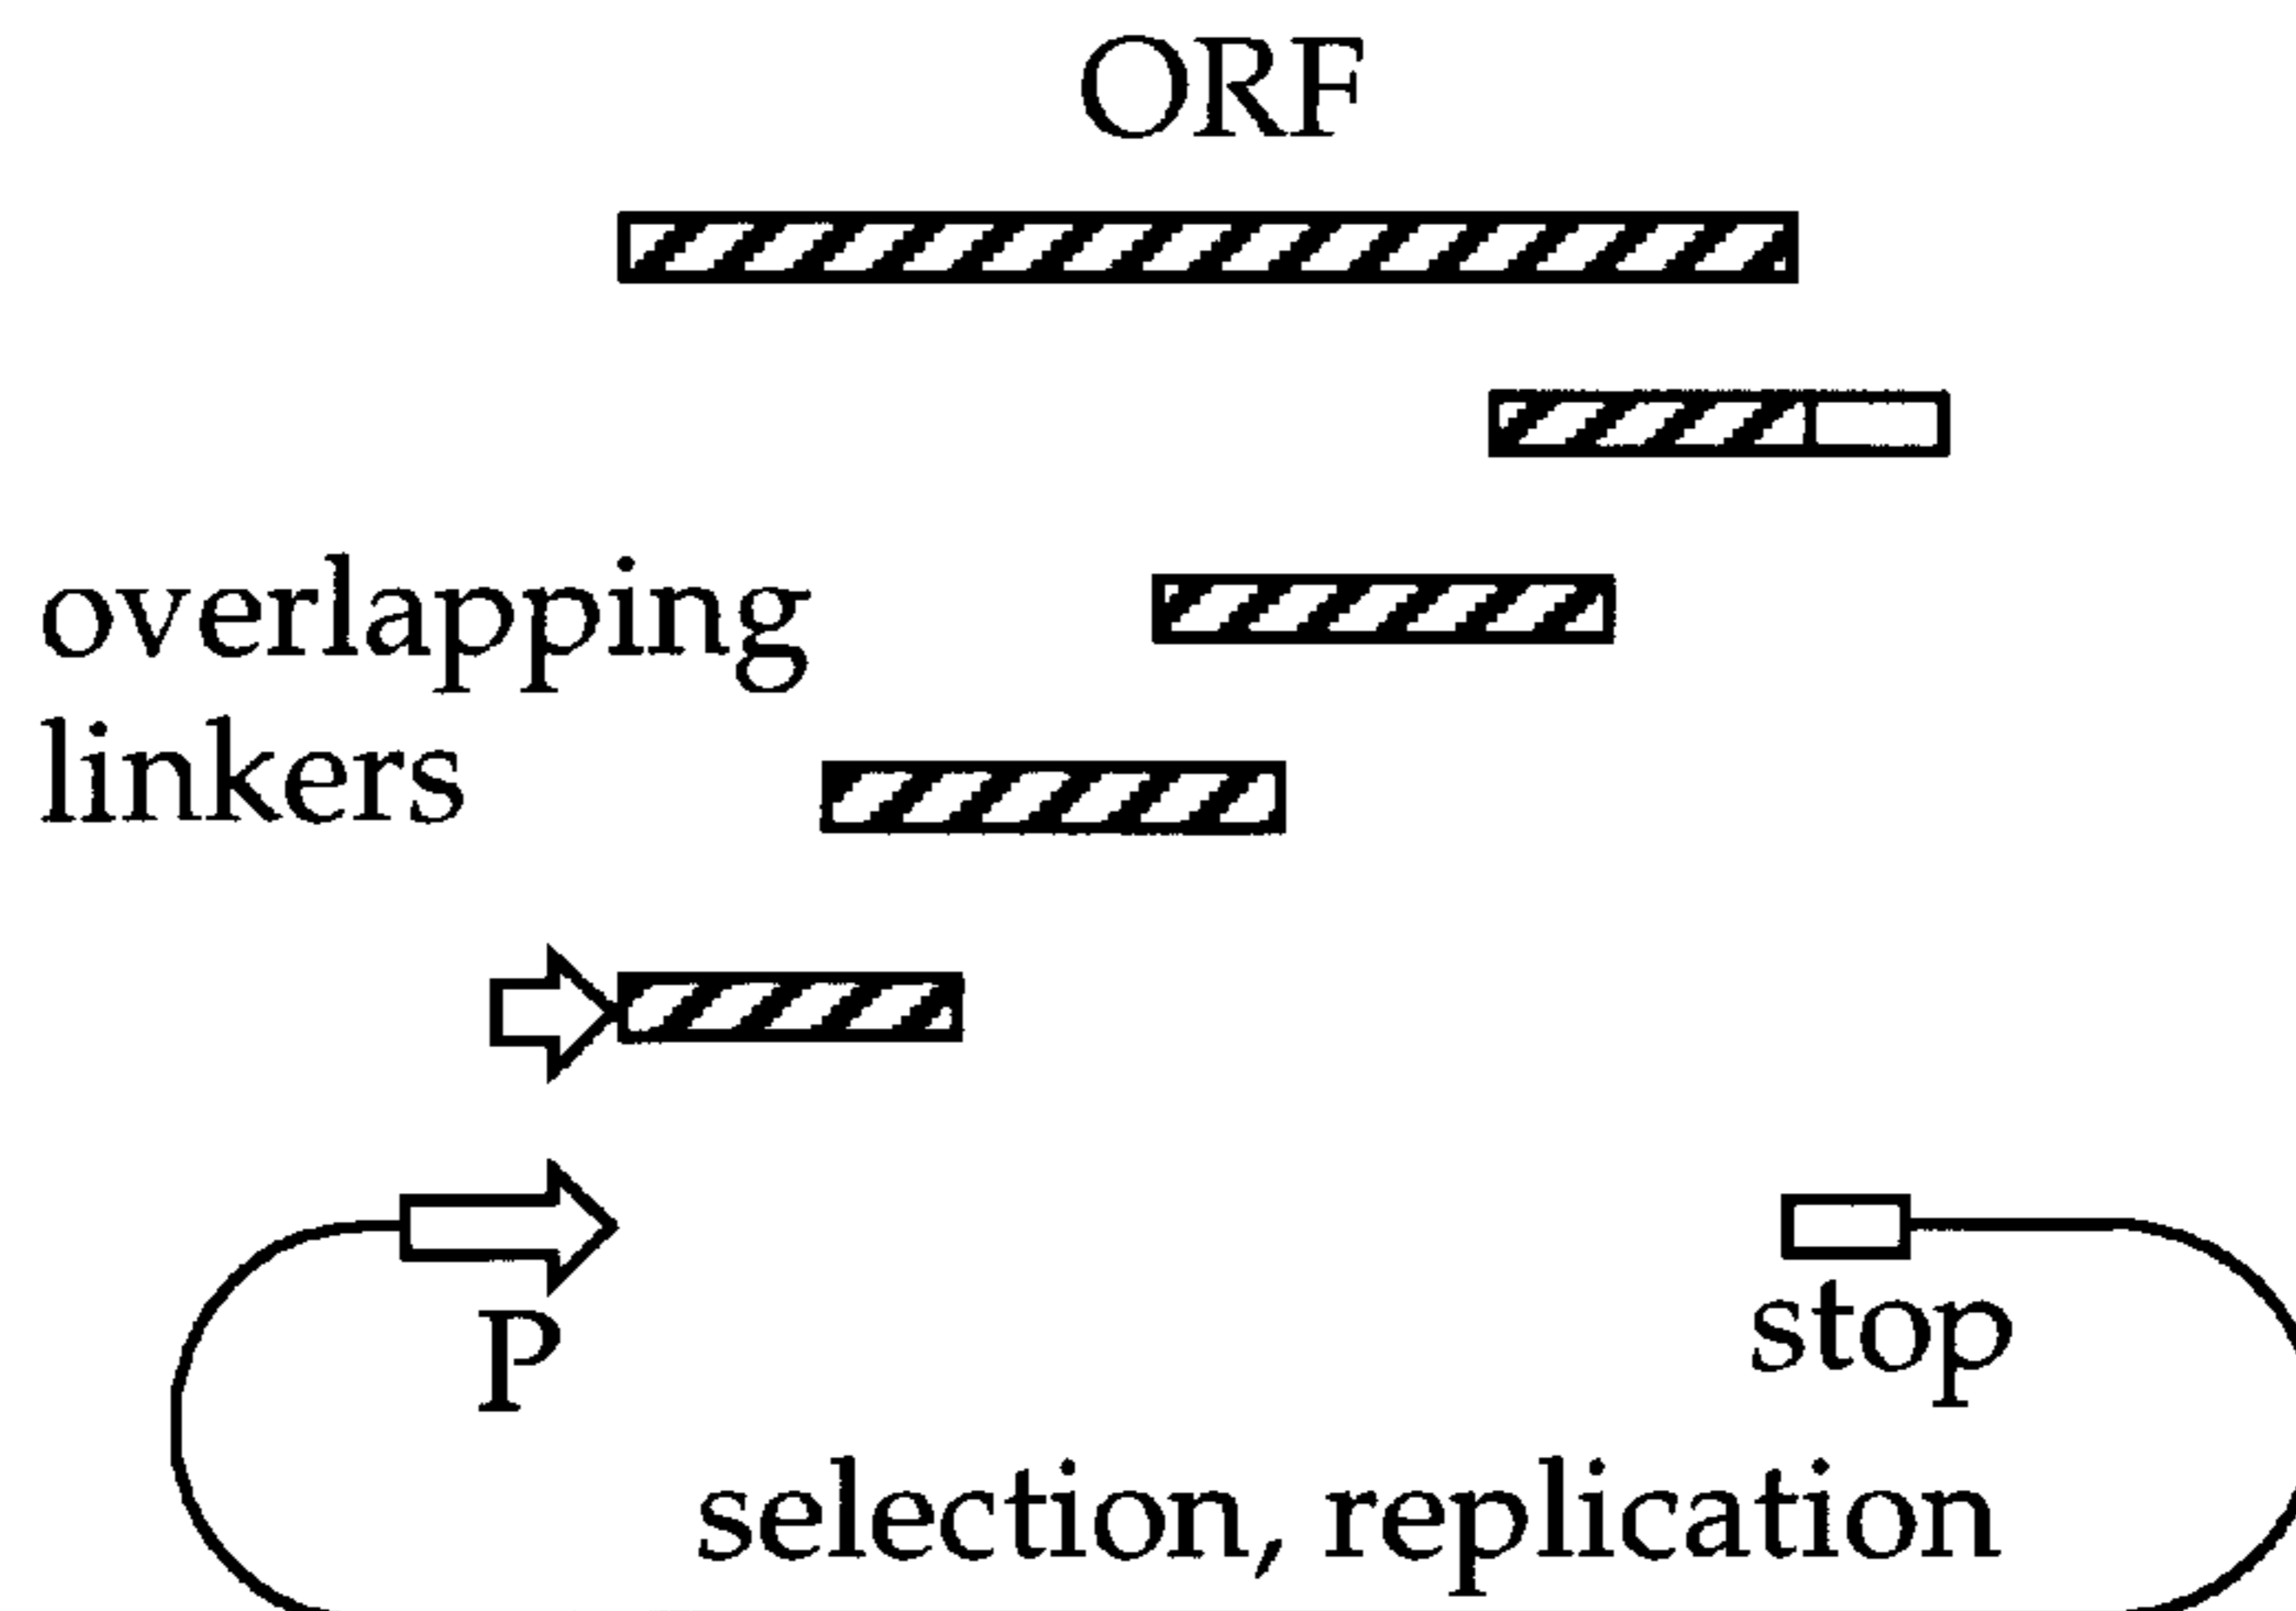 ORF
overlapping
linkers
P
stop
selection, replication